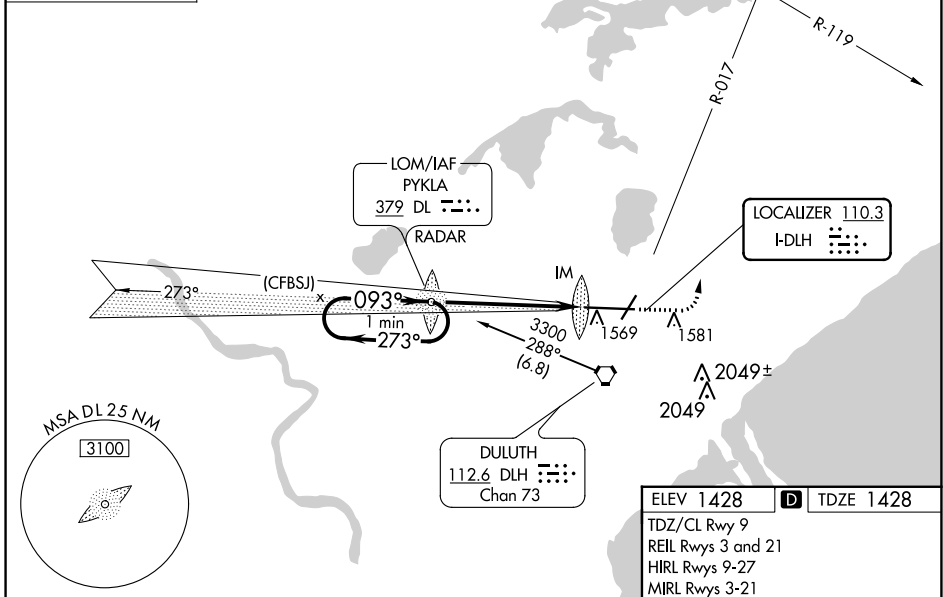 R-119
R-017
LOM/IAF
PYKLA
379 DL
RADAR
LOCALIZER 110.3
I-DLH
IM
(CFBSJ)
273°
x
093°
1 min
273°
3300
288°
(6.8)
1569
1581
2049±
2049
MSA DL 25 NM
3100
DULUTH
112.6 DLH
Chan 73
ELEV 1428 D TDZE 1428
TDZ/CL Rwy 9
REIL Rwys 3 and 21
HIRL Rwys 9-27
MIRL Rwys 3-21